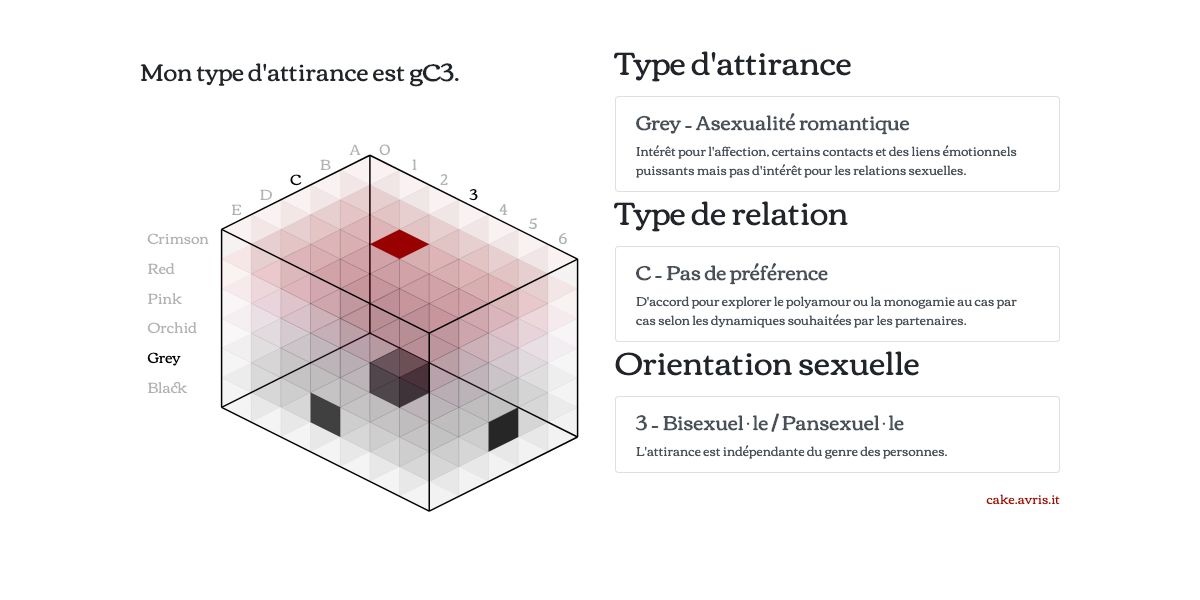 Mon type d'attirance est gC3.
A
B
C
D
E
0
1
2
3
4
5
6
Crimson
Red
Pink
Orchid
Grey
Black
Type d'attirance
Grey – Asexualité romantique
Intérêt pour l'affection, certains contacts et des liens émotionnels
puissants mais pas d'intérêt pour les relations sexuelles.
Type de relation
C – Pas de préférence
D'accord pour explorer le polyamour ou la monogamie au cas par
cas selon les dynamiques souhaitées par les partenaires.
Orientation sexuelle
3 – Bisexuel·le / Pansexuel·le
L'attirance est indépendante du genre des personnes.
cake.avris.it